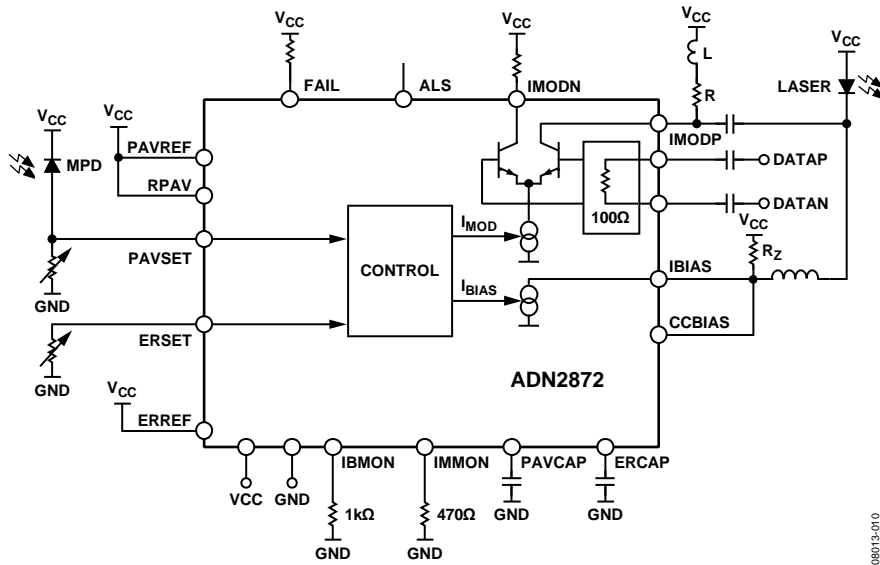 VCC
VCC
L
VCC
FAIL
ALS
IMODN
R
LASER
VCC
VCC
IMODP
PAVREF
MPD
DATAP
RPAV
100Ω
DATAN
VCC
IMOD
RZ
PAVSET
CONTROL
IBIAS
GND
IBIAS
CCBIAS
ERSET
ADN2872
GND
VCC
ERREF
IBMON
IMMON
PAVCAP
ERCAP
VCC
GND
1kΩ
470Ω
GND
GND
GND
GND
08013-010